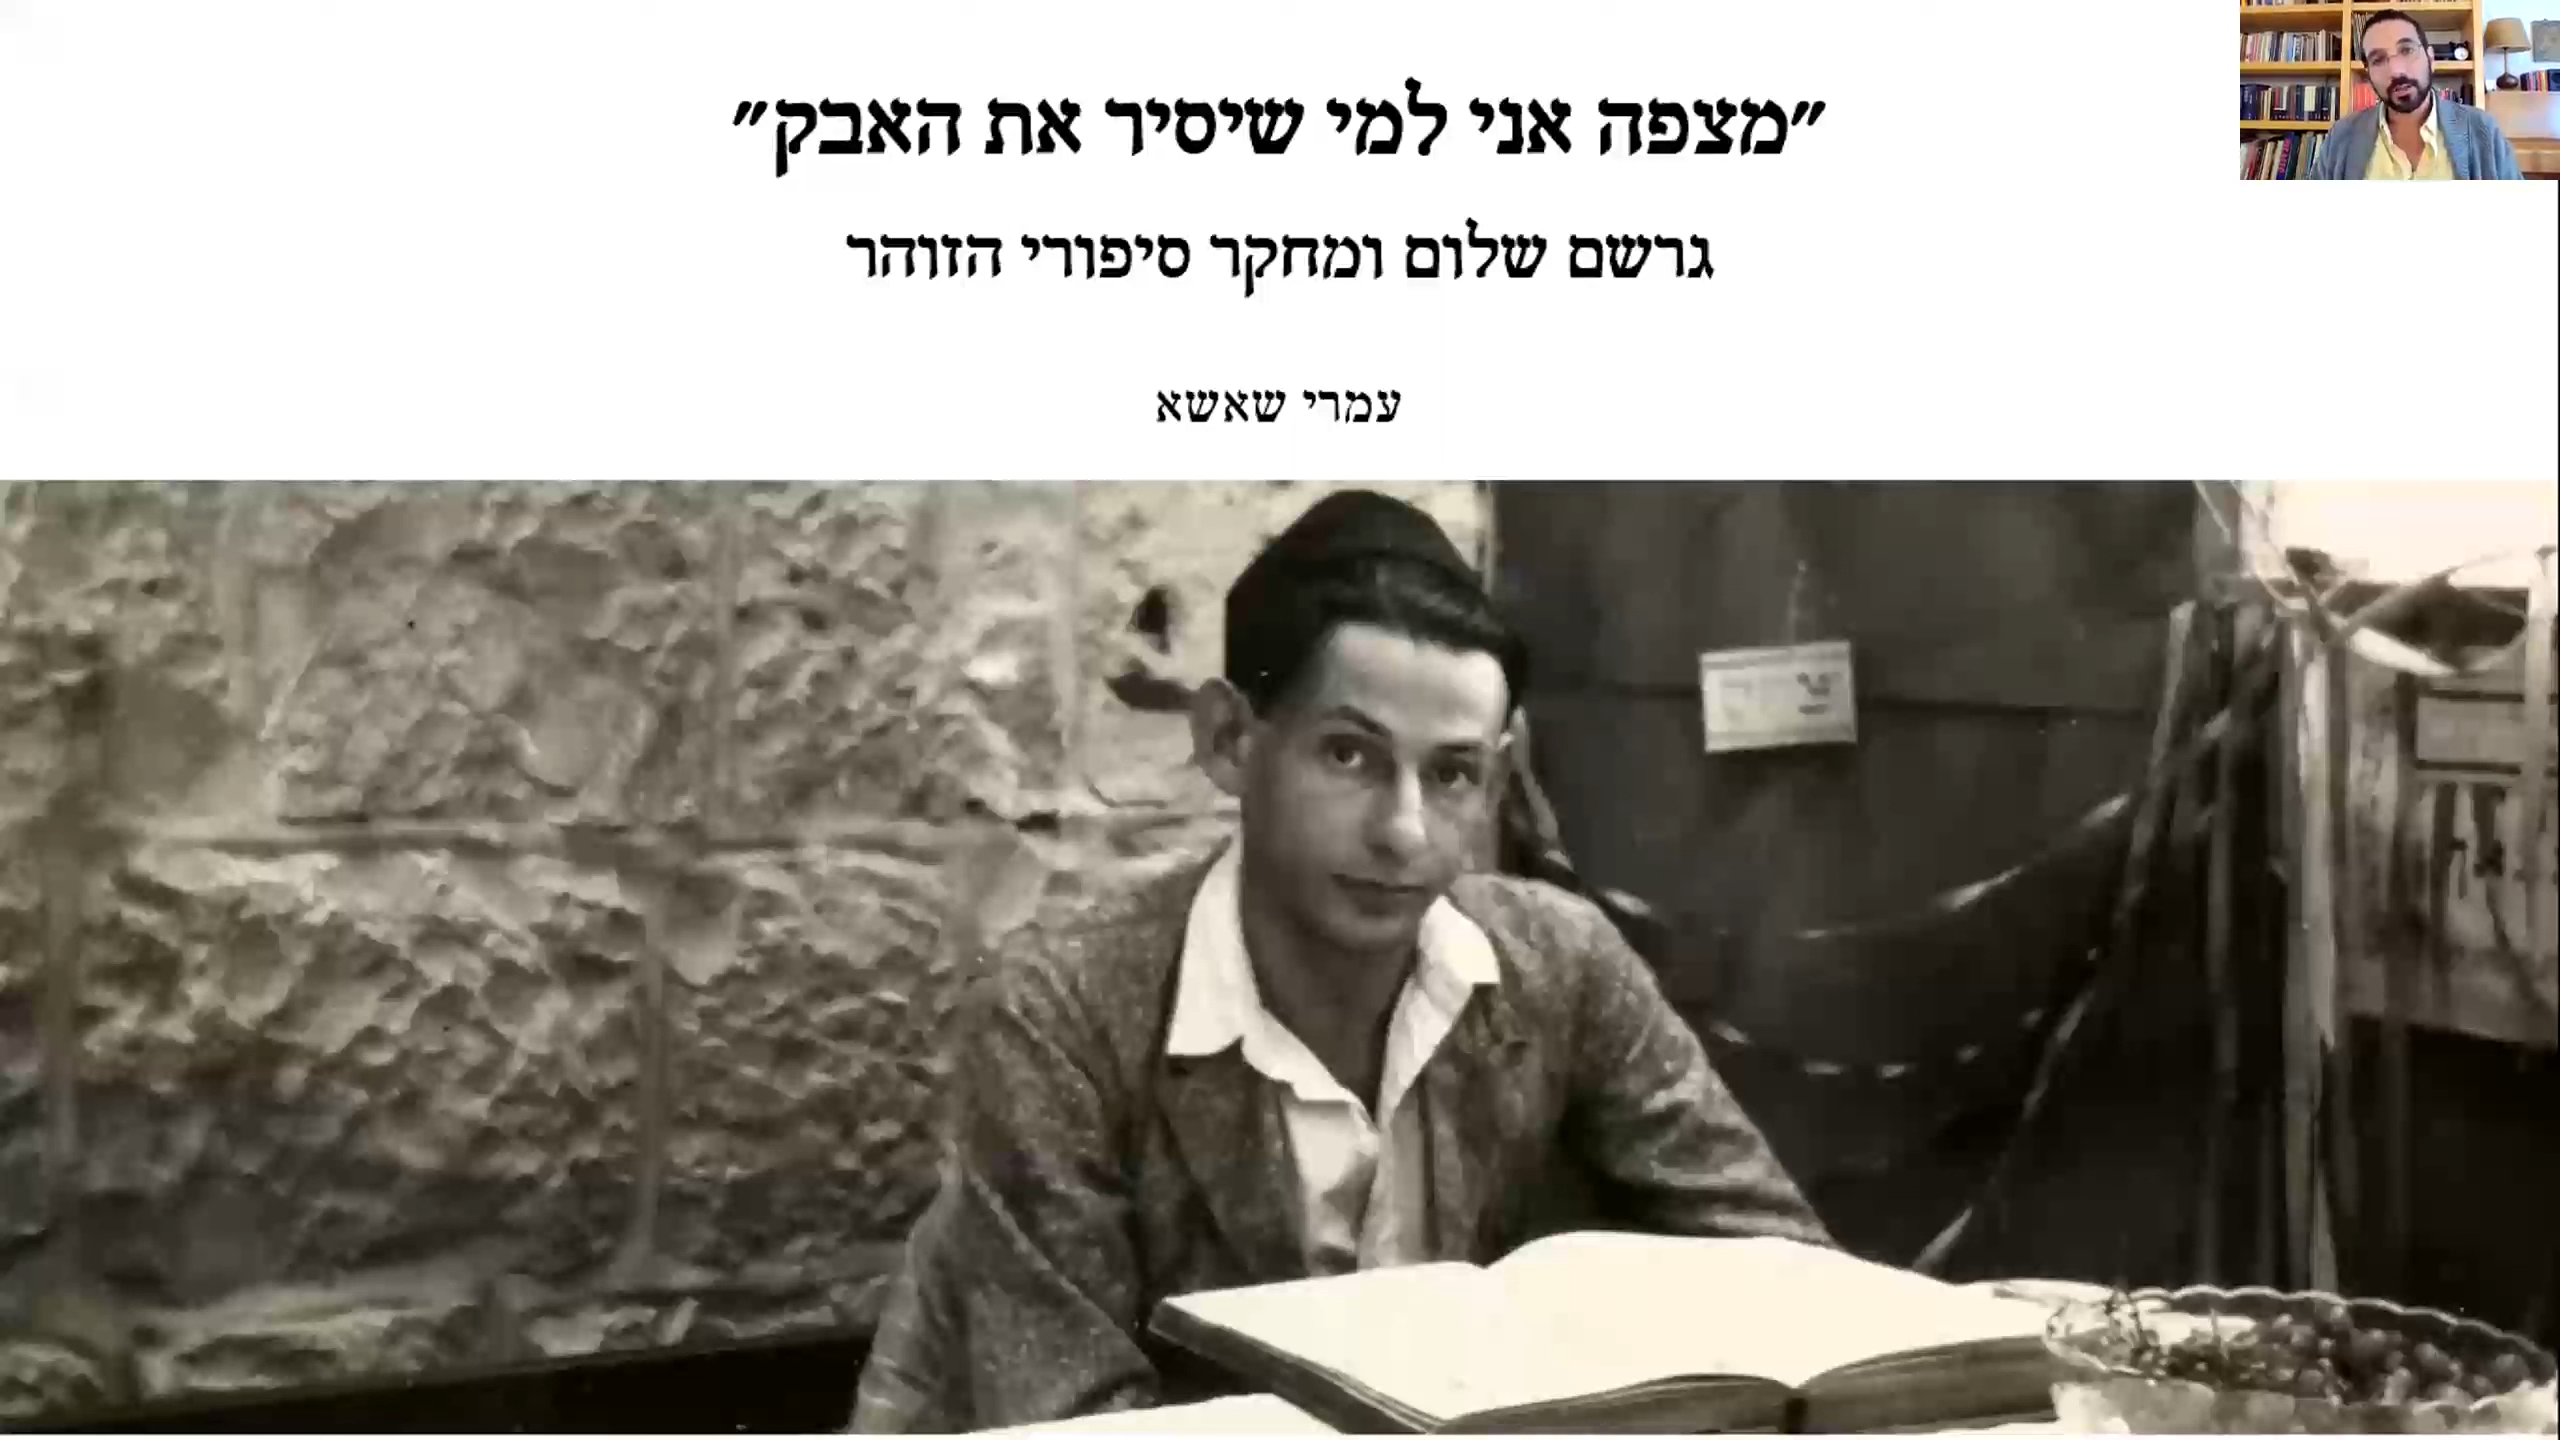 "מצפה אני למי שיסיר את האבק"
גרשם שלום ומחקר סיפורי הזוהר
עמרי שאשא